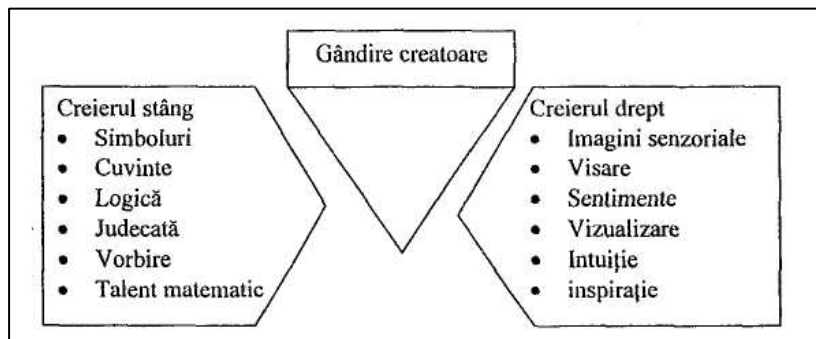 Gândire creatoare
Creierul stâng
• Simboluri
• Cuvinte
• Logică
• Judecată
• Vorbire
• Talent matematic
Creierul drept
• Imagini senzoriale
• Visare
• Sentimente
• Vizualizare
• Intuiție
• inspirație